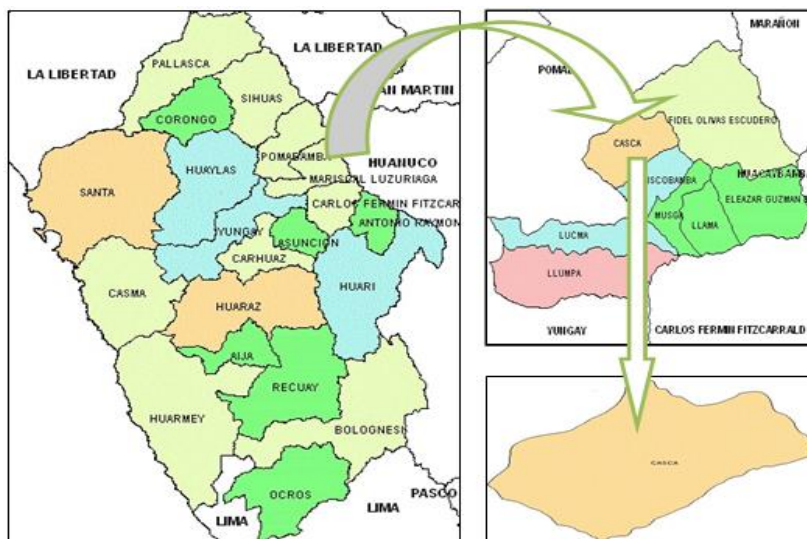 LA LIBERTAD
LA LIBERTAD
PALLASCA
SIHUAS
AN MARTIN
CORONGO
POMABAMBA
HUANUCO
HUAYLAS
MARISCAL LUZURIAGA
SANTA
CARLOS FERMIN FITZC
ANTONIO RAYMON
YUNGAY
ASUNCION
CARHUAZ
HUARI
CASMA
HUARAZ
AIJA
RECUAY
HUARMEY
BOLOGNESI
OCROS
PASCO
LIMA
LIMA
MARAÑON
POMA
FIDEL OLIVAS ESCUDERO
CASCA
HUACAYBAMBA
ISCOBAMBA
ELEAZAR GUZMAN B
MUSGA
LLAMA
LUCMA
LLUMPA
YUNGAY
CARLOS FERMIN FITZCARRALD
CASCA